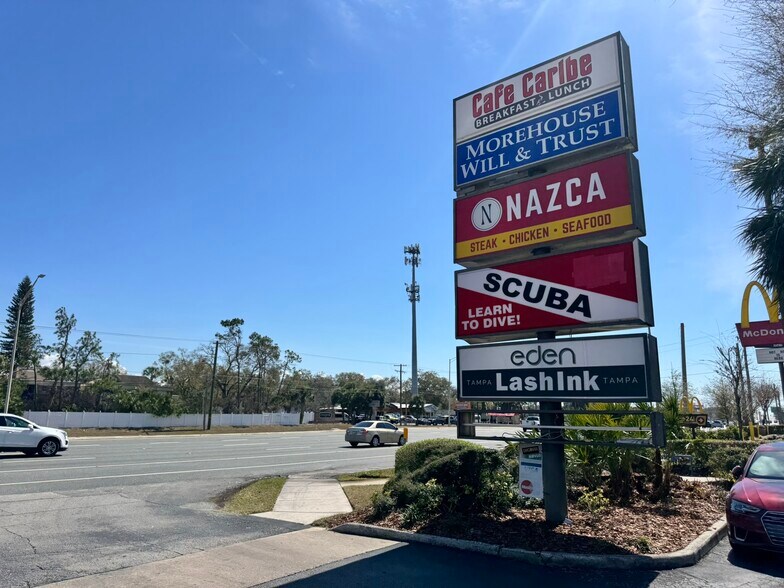 Cafe Caribe
BREAKFAST & LUNCH
MOREHOUSE
WILL & TRUST
N NAZCA
STEAK • CHICKEN • SEAFOOD
SCUBA
LEARN
TO DIVE!
eden
TAMPA LashInk TAMPA
McDon